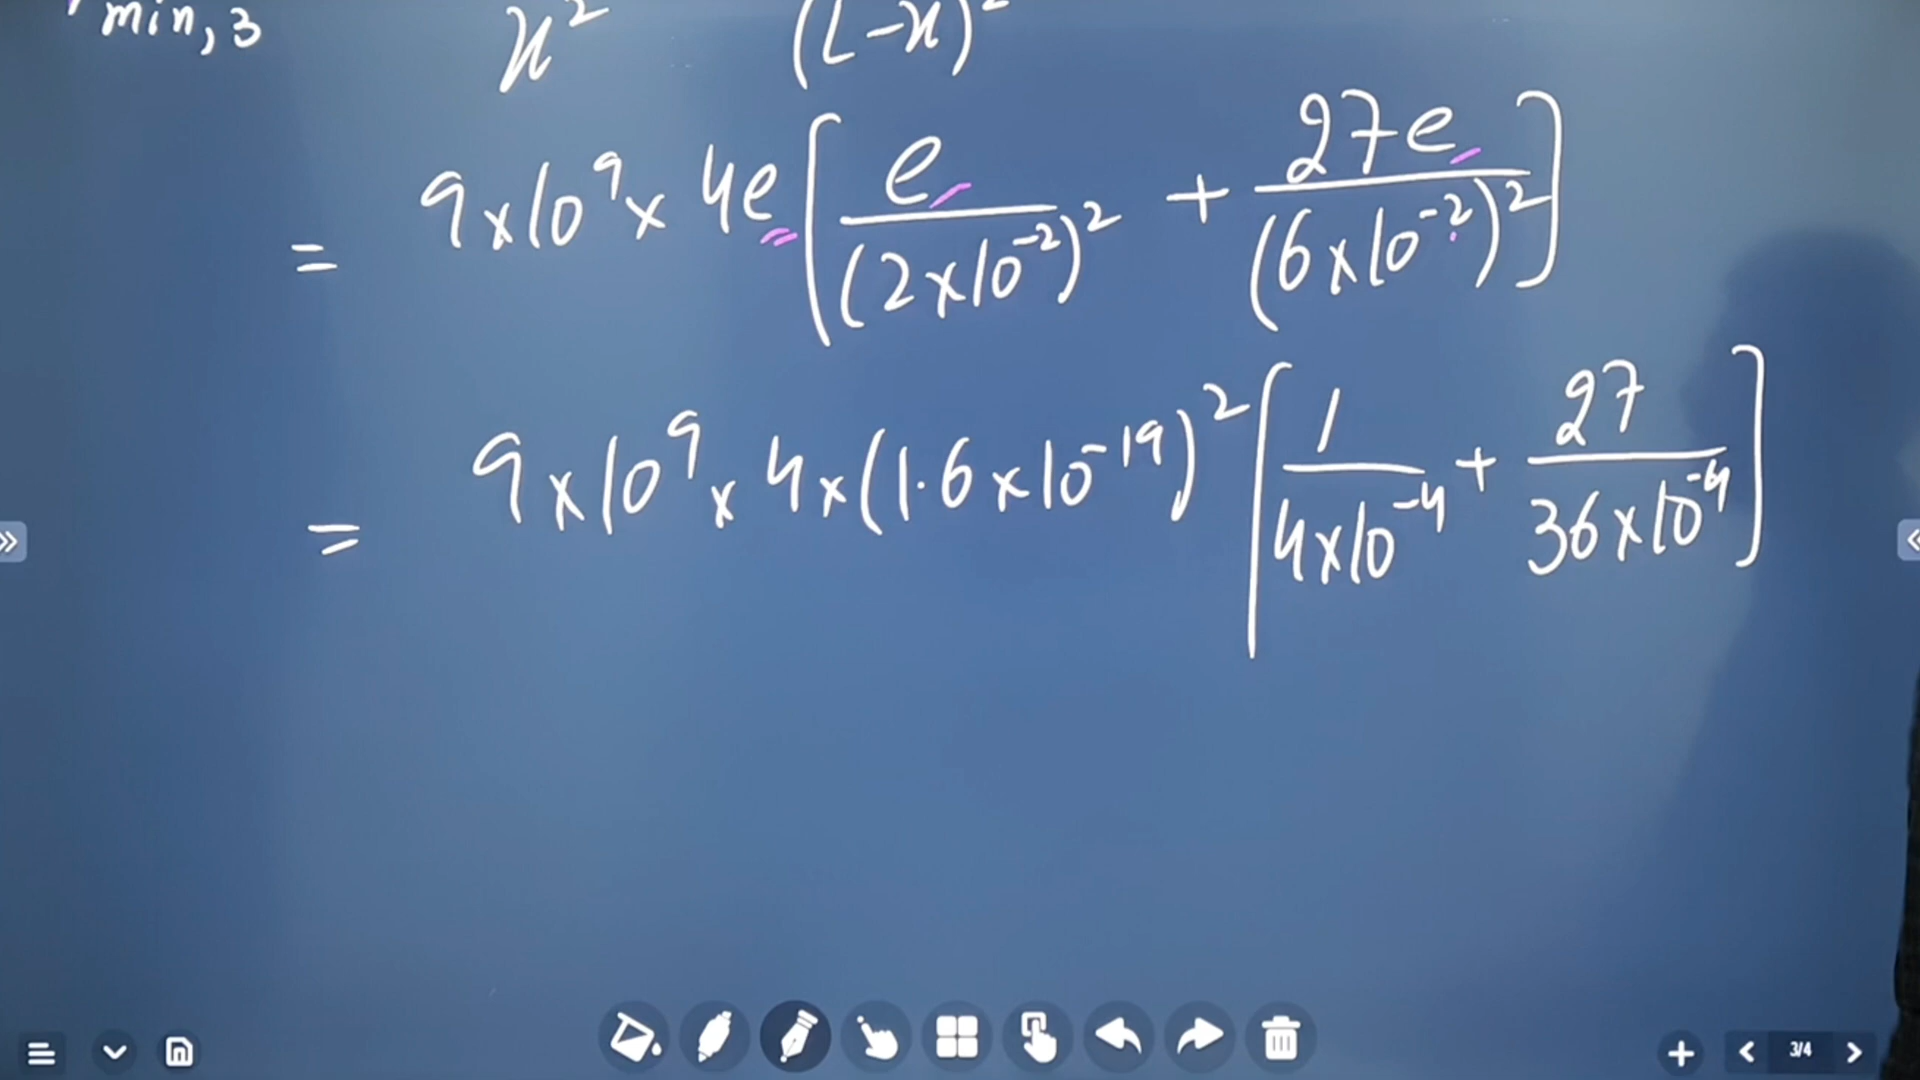 min, 3 x² (L-x)²
= 9×10⁹× 4e [ e/(2×10⁻²)² + 27e/(6×10⁻²)² ]
= 9×10⁹ × 4×(1.6×10⁻¹⁹)² [ 1/(4×10⁻⁴) + 27/(36×10⁻⁴) ]
3/4